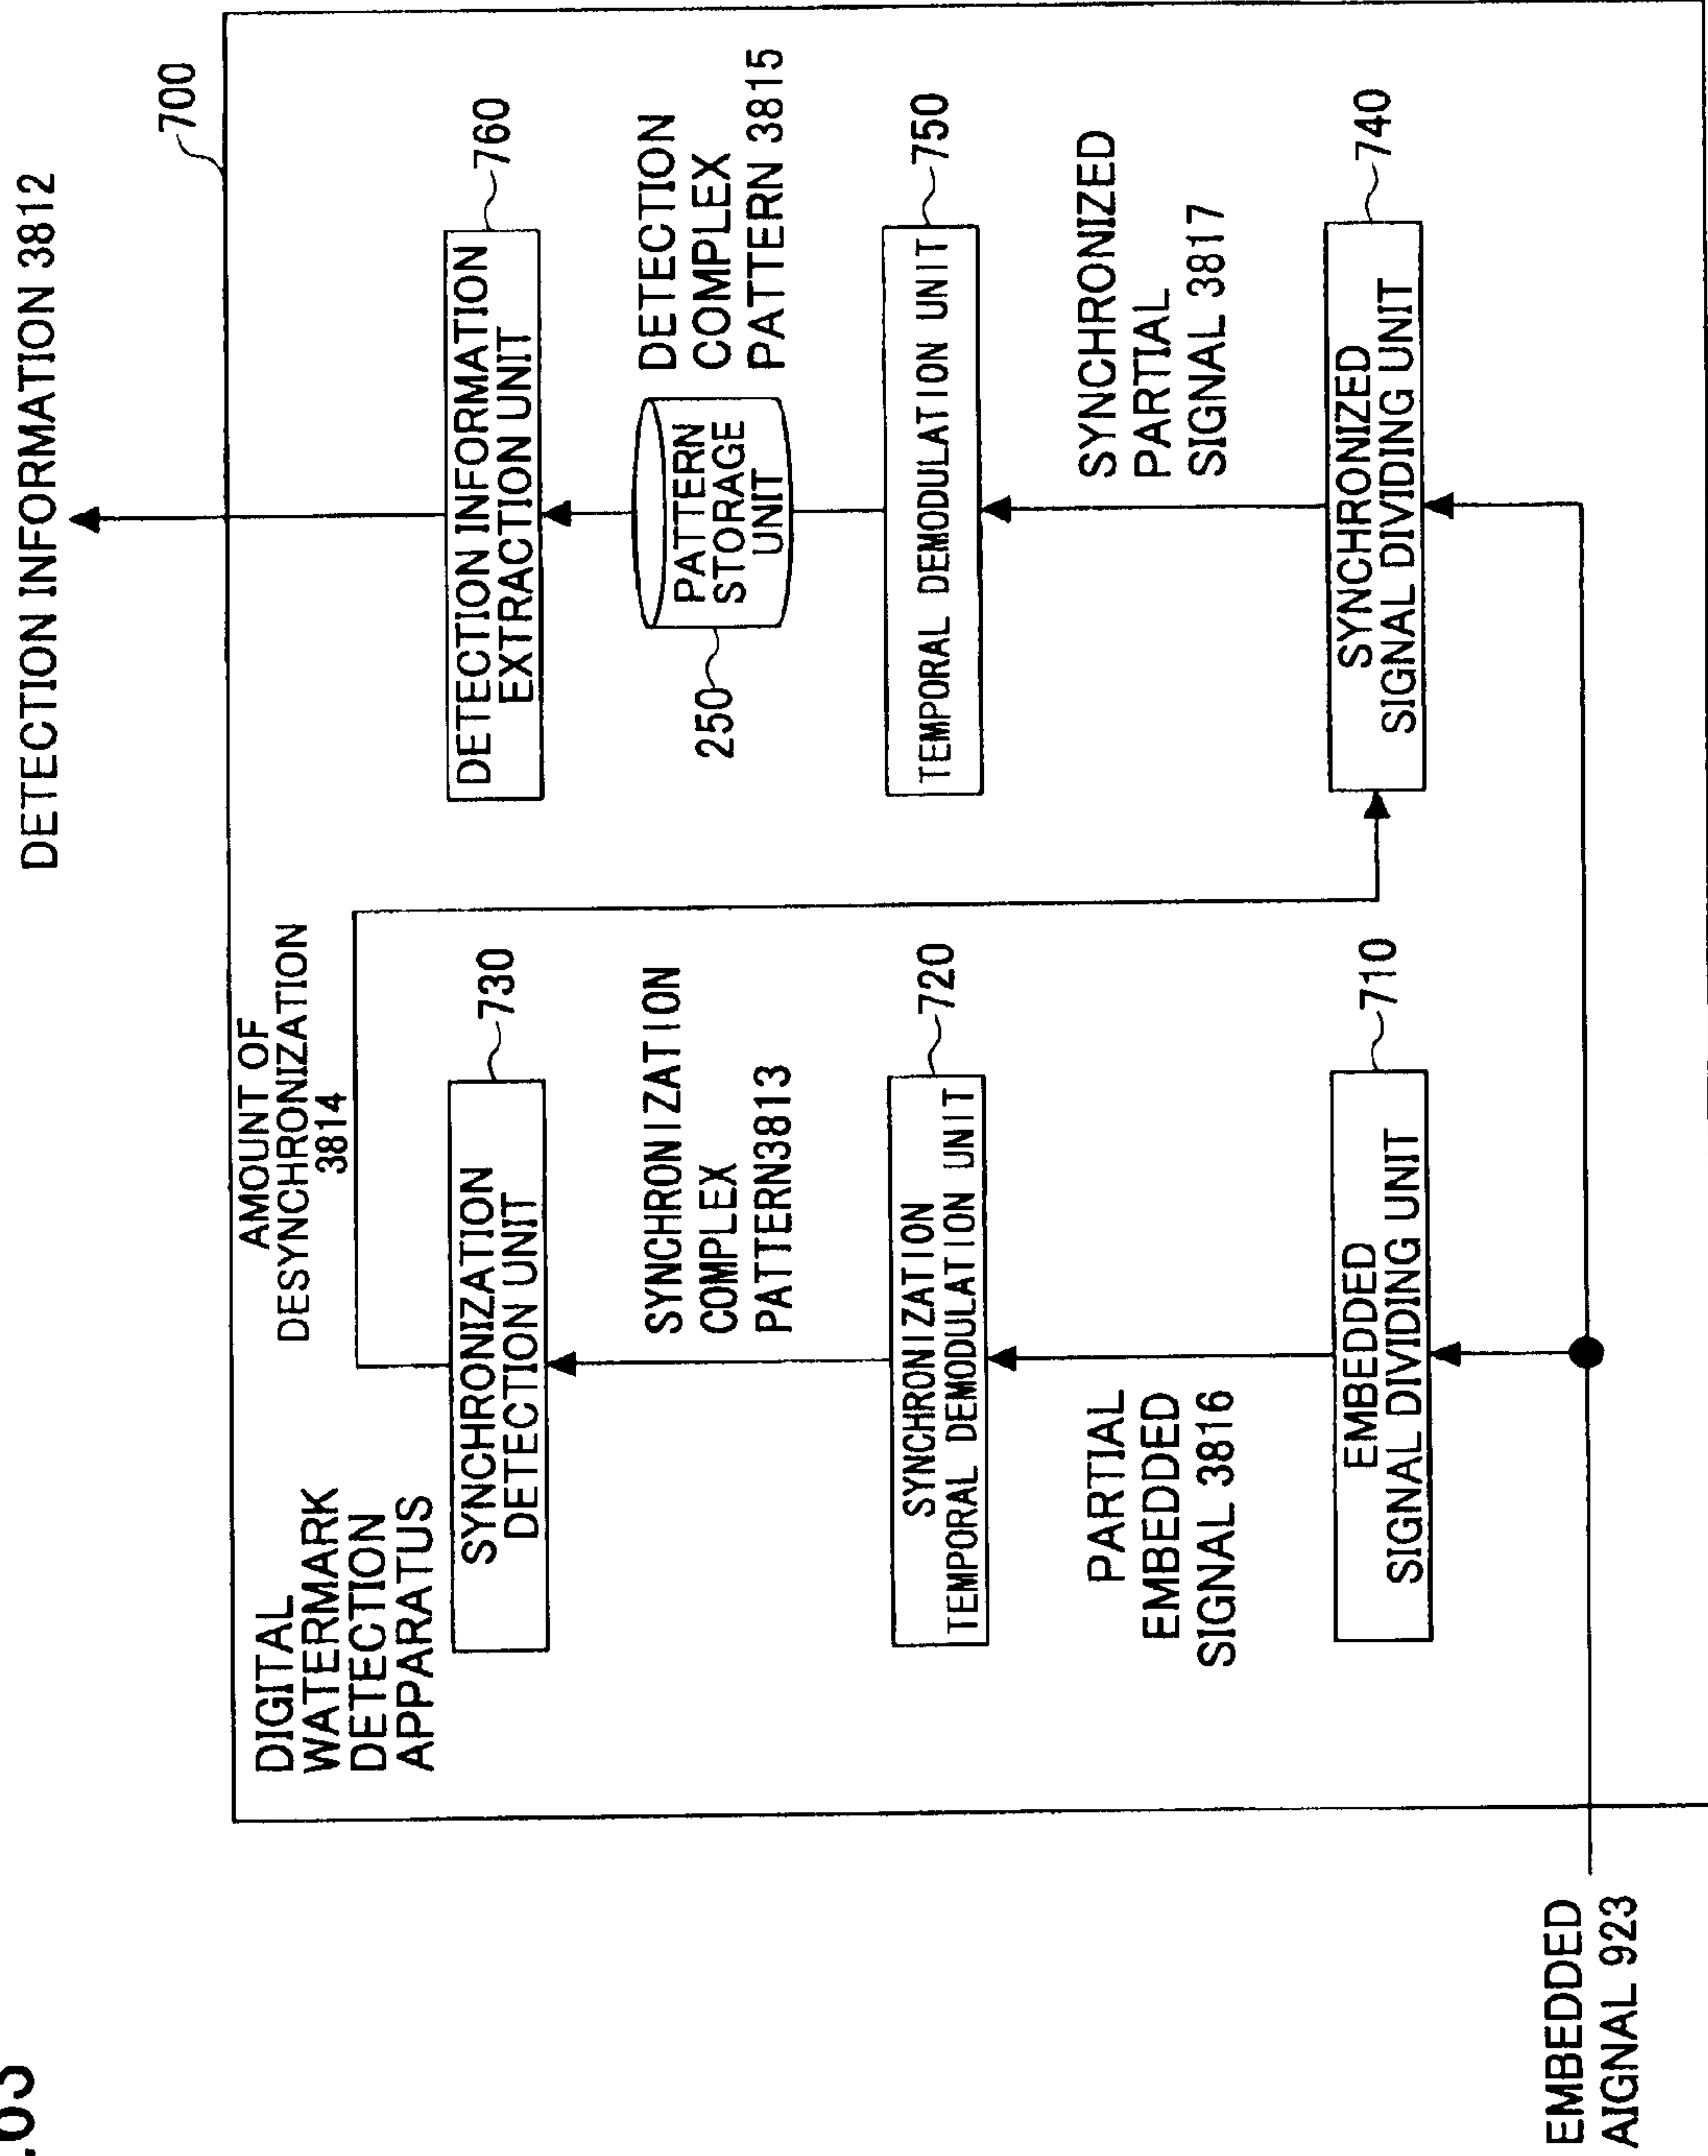 .63
DETECTION INFORMATION 3812
700
DIGITAL
WATERMARK
DETECTION
APPARATUS
AMOUNT OF
DESYNCHRONIZATION
3814
SYNCHRONIZATION
DETECTION UNIT
730
DETECTION INFORMATION
EXTRACTION UNIT
760
SYNCHRONIZATION
COMPLEX
PATTERN3813
PATTERN
STORAGE
UNIT
250
DETECTION
COMPLEX
PATTERN 3815
SYNCHRONIZATION
TEMPORAL DEMODULATION UNIT
720
TEMPORAL DEMODULATION UNIT
750
PARTIAL
EMBEDDED
SIGNAL 3816
SYNCHRONIZED
PARTIAL
SIGNAL 3817
EMBEDDED
SIGNAL DIVIDING UNIT
710
SYNCHRONIZED
SIGNAL DIVIDING UNIT
740
EMBEDDED
AIGNAL 923